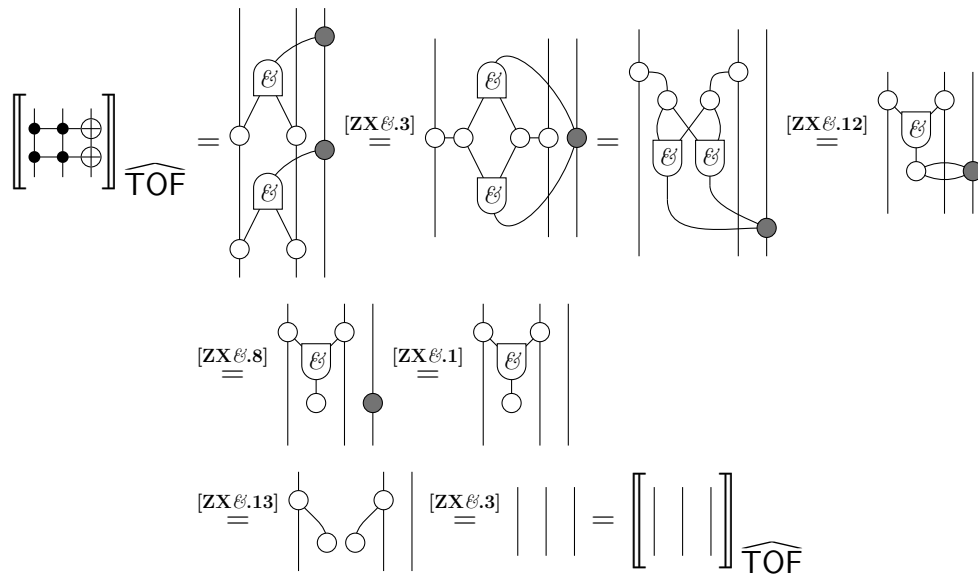 ⟦ ⟧ TOF = & & [ZX&.3] = & & = & & [ZX&.12] = &
[ZX&.8] = & [ZX&.1] = &
[ZX&.13] = [ZX&.3] = = ⟦ ⟧ TOF